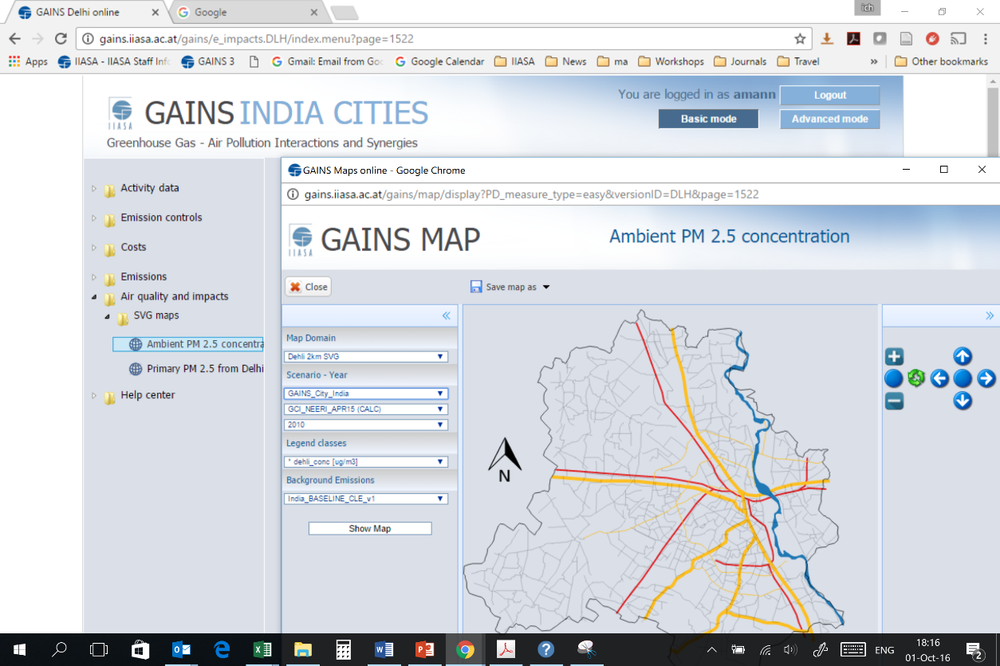 GAINS Delhi online
Google
ich
gains.iiasa.ac.at/gains/e_impacts.DLH/index.menu?page=1522
Apps
IIASA - IIASA Staff Info
GAINS 3
Gmail: Email from Goo
Google Calendar
IIASA
News
ma
Workshops
Journals
Travel
»
Other bookmarks
You are logged in as amann
Logout
IIASA
GAINS INDIA CITIES
Basic mode
Advanced mode
Greenhouse Gas - Air Pollution Interactions and Synergies
GAINS Maps online - Google Chrome
Activity data
gains.iiasa.ac.at/gains/map/display?PD_measure_type=easy&versionID=DLH&page=1522
Emission controls
IIASA
GAINS MAP
Ambient PM 2.5 concentration
Costs
Emissions
Close
Save map as
Air quality and impacts
SVG maps
«
»
Map Domain
Ambient PM 2.5 concentra
Dehli 2km SVG
Primary PM 2.5 from Delhi
Scenario - Year
GAINS_City_India
Help center
GCI_NEERI_APR15 (CALC)
2010
Legend classes
* dehli_conc [ug/m3]
N
Background Emissions
India_BASELINE_CLE_v1
Show Map
ENG
18:16
01-Oct-16
2